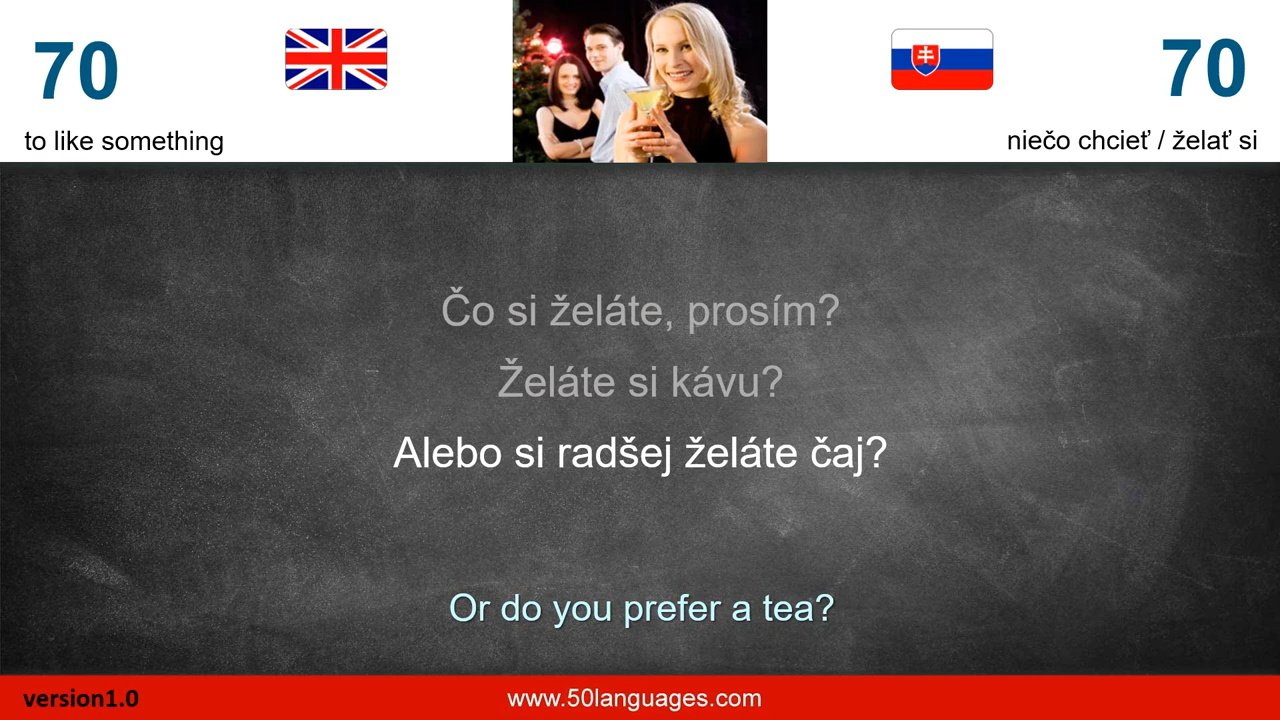 70
70
to like something
niečo chcieť / želať si
Čo si želáte, prosím?
Želáte si kávu?
Alebo si radšej želáte čaj?
Or do you prefer a tea?
version1.0
www.50languages.com